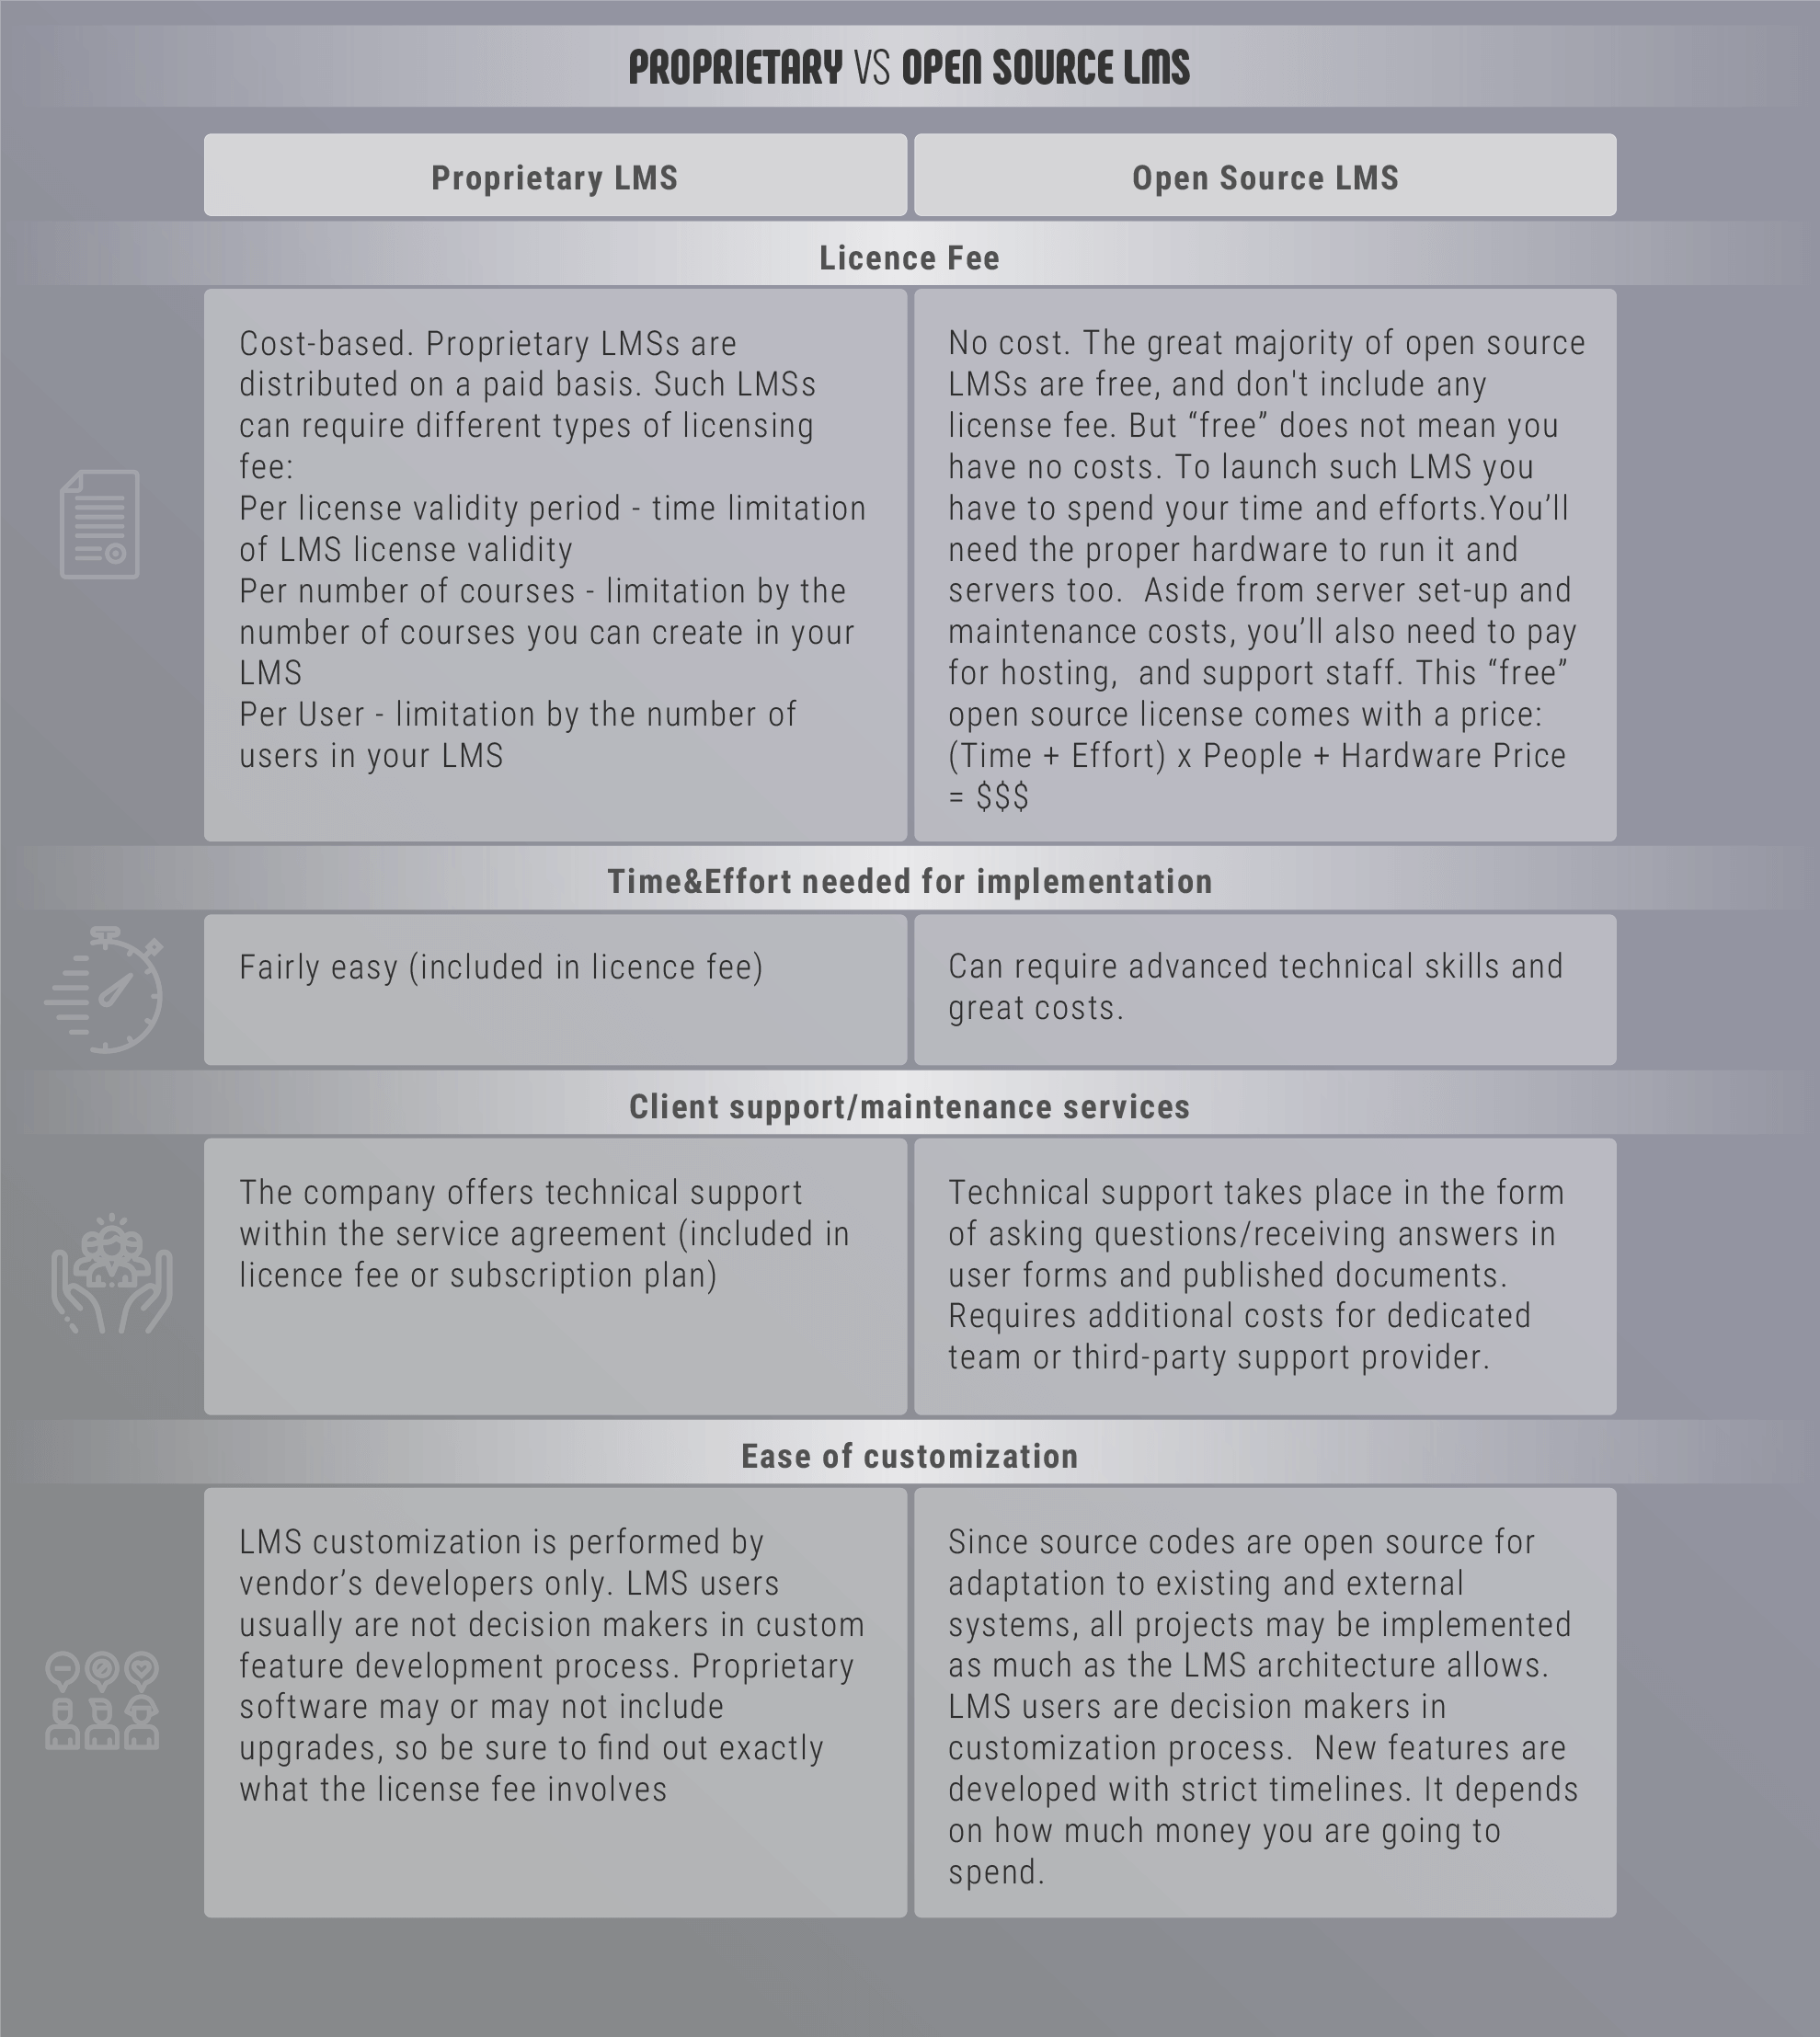 PROPRIETARY VS OPEN SOURCE LMS
Proprietary LMS
Open Source LMS
Licence Fee
Cost-based. Proprietary LMSs are
distributed on a paid basis. Such LMSs
can require different types of licensing
fee:
Per license validity period - time limitation
of LMS license validity
Per number of courses - limitation by the
number of courses you can create in your
LMS
Per User - limitation by the number of
users in your LMS
No cost. The great majority of open source
LMSs are free, and don't include any
license fee. But “free” does not mean you
have no costs. To launch such LMS you
have to spend your time and efforts.You’ll
need the proper hardware to run it and
servers too.  Aside from server set-up and
maintenance costs, you’ll also need to pay
for hosting,  and support staff. This “free”
open source license comes with a price:
(Time + Effort) x People + Hardware Price
= $$$
Time&Effort needed for implementation
Fairly easy (included in licence fee)
Can require advanced technical skills and
great costs.
Client support/maintenance services
The company offers technical support
within the service agreement (included in
licence fee or subscription plan)
Technical support takes place in the form
of asking questions/receiving answers in
user forms and published documents.
Requires additional costs for dedicated
team or third-party support provider.
Ease of customization
LMS customization is performed by
vendor’s developers only. LMS users
usually are not decision makers in custom
feature development process. Proprietary
software may or may not include
upgrades, so be sure to find out exactly
what the license fee involves
Since source codes are open source for
adaptation to existing and external
systems, all projects may be implemented
as much as the LMS architecture allows.
LMS users are decision makers in
customization process.  New features are
developed with strict timelines. It depends
on how much money you are going to
spend.